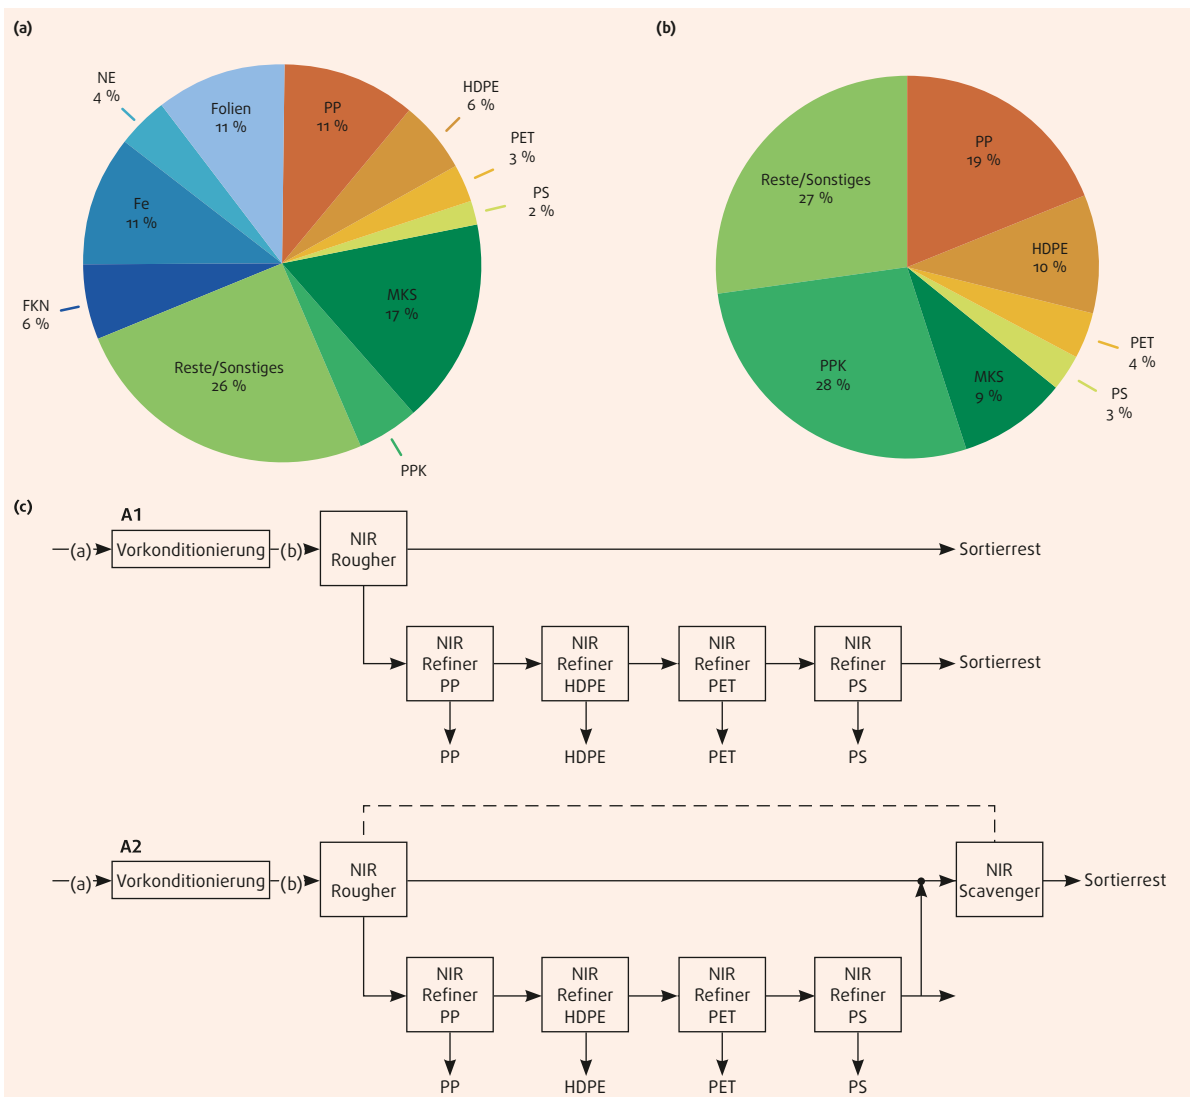 (a)
(b)
NE
4 %
Folien
11 %
PP
11 %
HDPE
6 %
PET
3 %
PS
2 %
Fe
11 %
MKS
17 %
FKN
6 %
Reste/Sonstiges
26 %
PPK
PP
19 %
Reste/Sonstiges
27 %
HDPE
10 %
PET
4 %
PS
3 %
MKS
9 %
PPK
28 %
(c)
A1
(a)
Vorkonditionierung
(b)
NIR
Rougher
Sortierrest
NIR
Refiner
PP
NIR
Refiner
HDPE
NIR
Refiner
PET
NIR
Refiner
PS
Sortierrest
PP
HDPE
PET
PS
A2
(a)
Vorkonditionierung
(b)
NIR
Rougher
NIR
Scavenger
Sortierrest
NIR
Refiner
PP
NIR
Refiner
HDPE
NIR
Refiner
PET
NIR
Refiner
PS
PP
HDPE
PET
PS